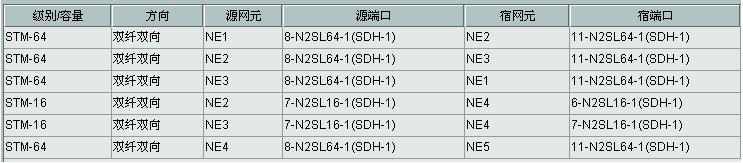 级别/容量 方向 源网元 源端口 宿网元 宿端口
STM-64 双纤双向 NE1 8-N2SL64-1(SDH-1) NE2 11-N2SL64-1(SDH-1)
STM-64 双纤双向 NE2 8-N2SL64-1(SDH-1) NE3 11-N2SL64-1(SDH-1)
STM-64 双纤双向 NE3 8-N2SL64-1(SDH-1) NE1 11-N2SL64-1(SDH-1)
STM-16 双纤双向 NE2 7-N2SL16-1(SDH-1) NE4 6-N2SL16-1(SDH-1)
STM-16 双纤双向 NE3 7-N2SL16-1(SDH-1) NE4 7-N2SL16-1(SDH-1)
STM-64 双纤双向 NE4 8-N2SL64-1(SDH-1) NE5 11-N2SL64-1(SDH-1)